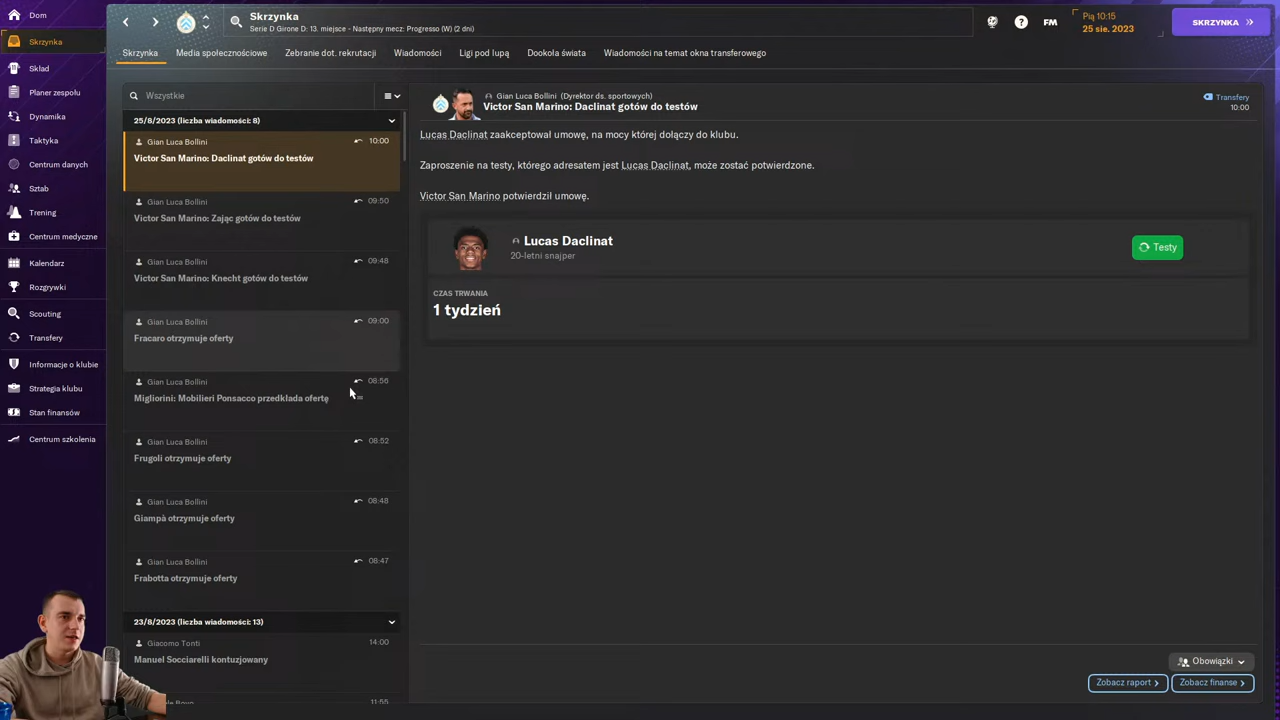 Dom
Skrzynka
Skład
Planer zespołu
Dynamika
Taktyka
Centrum danych
Sztab
Trening
Centrum medyczne
Kalendarz
Rozgrywki
Scouting
Transfery
Informacje o klubie
Strategia klubu
Stan finansów
Centrum szkolenia
Skrzynka
Serie D Girone D: 13. miejsce - Następny mecz: Progresso (W) (2 dni)
FM
Pią 10:15
25 sie. 2023
SKRZYNKA
Skrzynka Media społecznościowe Zebranie dot. rekrutacji Wiadomości Ligi pod lupą Dookoła świata Wiadomości na temat okna transferowego
Wszystkie
25/8/2023 (liczba wiadomości: 8)
Gian Luca Bollini 10:00
Victor San Marino: Daclinat gotów do testów
Gian Luca Bollini 09:50
Victor San Marino: Zając gotów do testów
Gian Luca Bollini 09:48
Victor San Marino: Knecht gotów do testów
Gian Luca Bollini 09:00
Fracaro otrzymuje oferty
Gian Luca Bollini 08:56
Migliorini: Mobilieri Ponsacco przedkłada ofertę
Gian Luca Bollini 08:52
Frugoli otrzymuje oferty
Gian Luca Bollini 08:48
Giampà otrzymuje oferty
Gian Luca Bollini 08:47
Frabotta otrzymuje oferty
23/8/2023 (liczba wiadomości: 13)
Giacomo Tonti 14:00
Manuel Socciarelli kontuzjowany
11:55
Gian Luca Bollini (Dyrektor ds. sportowych)
Victor San Marino: Daclinat gotów do testów
Transfery
10:00
Lucas Daclinat zaakceptował umowę, na mocy której dołączy do klubu.
Zaproszenie na testy, którego adresatem jest Lucas Daclinat, może zostać potwierdzone.
Victor San Marino potwierdził umowę.
Lucas Daclinat
20-letni snajper
Testy
CZAS TRWANIA
1 tydzień
Obowiązki
Zobacz raport
Zobacz finanse